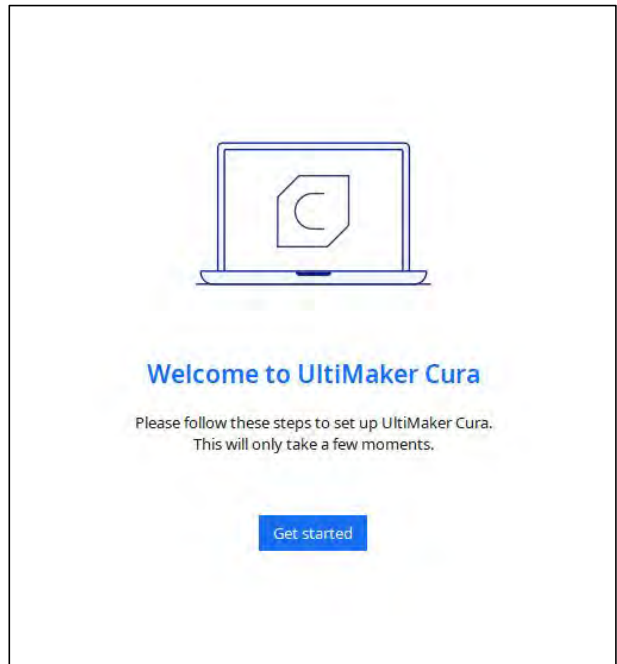 Welcome to UltiMaker Cura
Please follow these steps to set up UltiMaker Cura.
This will only take a few moments.
Get started